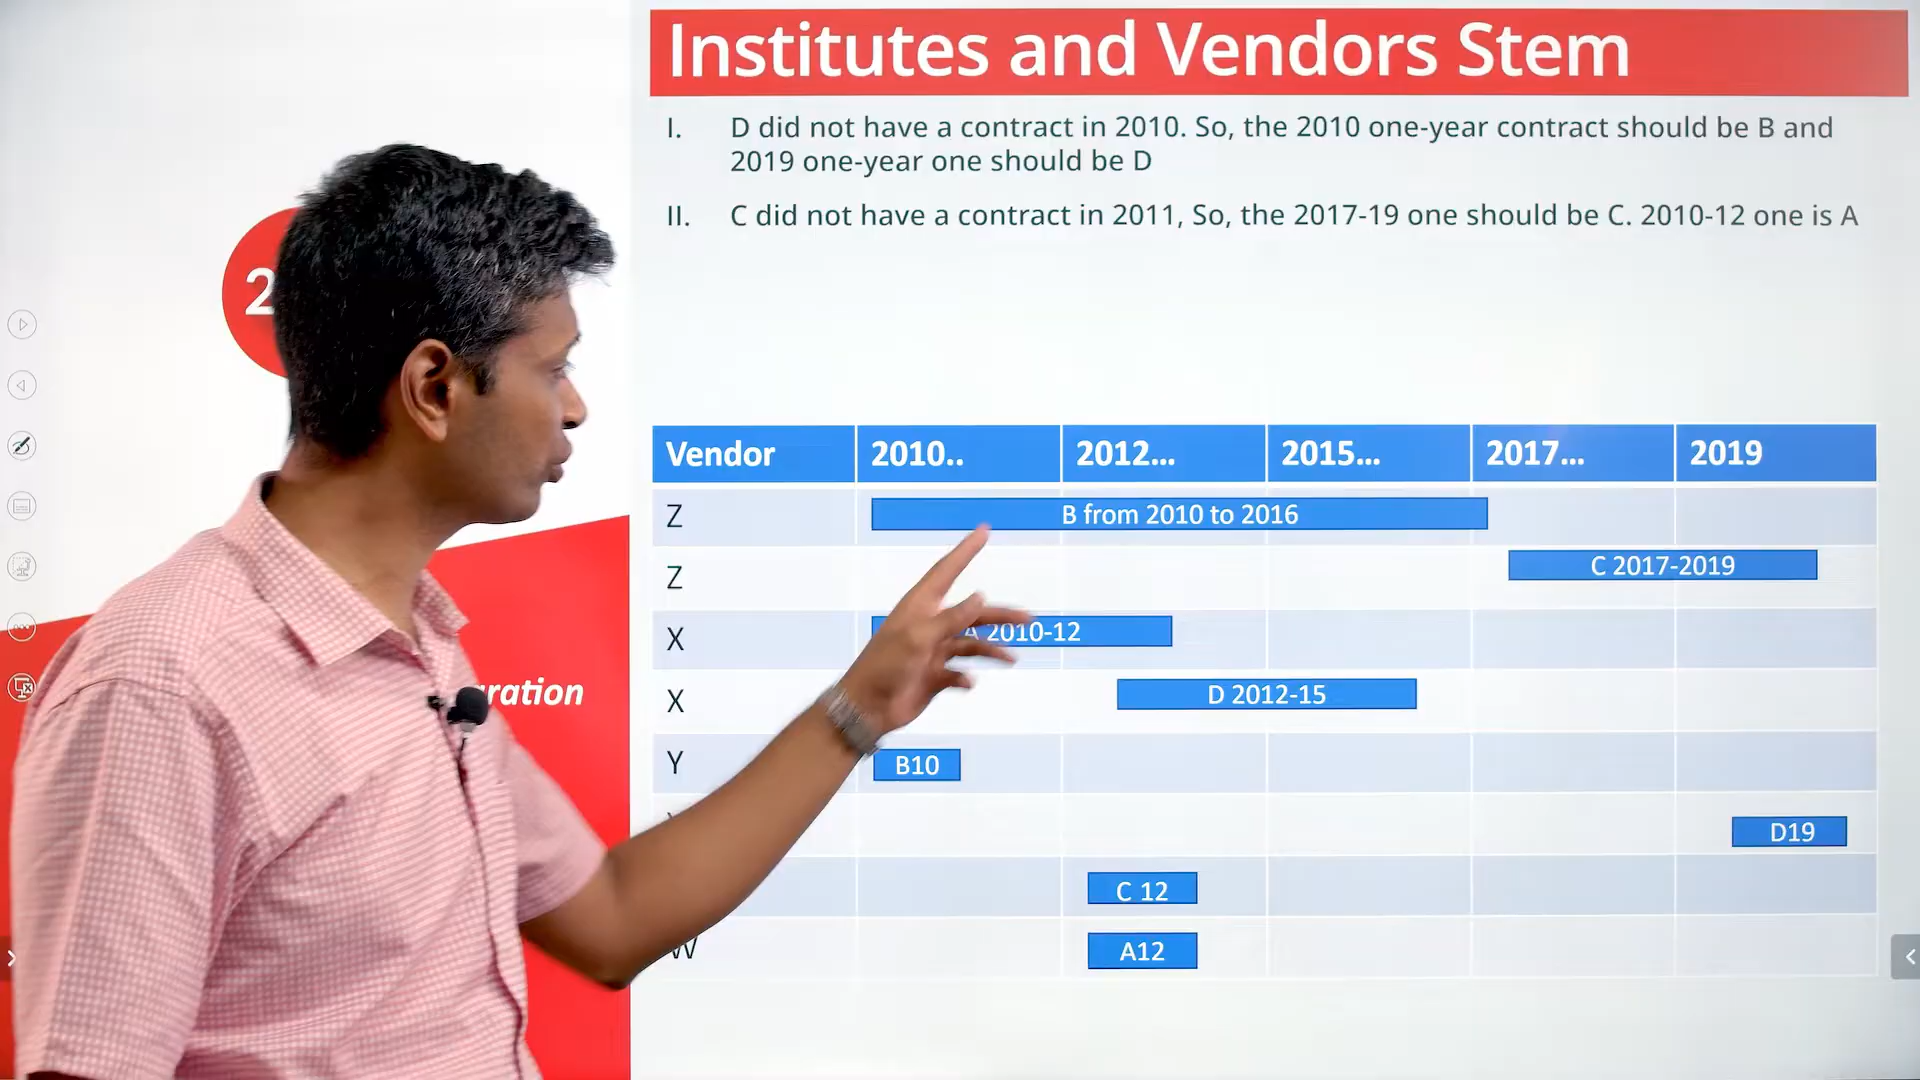 Institutes and Vendors Stem
I. D did not have a contract in 2010. So, the 2010 one-year contract should be B and
2019 one-year one should be D
II. C did not have a contract in 2011, So, the 2017-19 one should be C. 2010-12 one is A
2
Vendor 2010.. 2012... 2015... 2017... 2019
Z B from 2010 to 2016
Z C 2017-2019
X A 2010-12
X D 2012-15
Y B10
D19
C 12
W A12